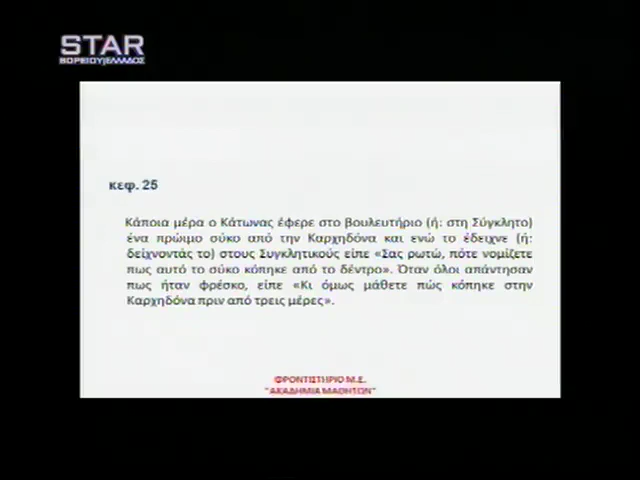 STAR
ΒΟΡΕΙΟΥ ΕΛΛΑΔΟΣ
κεφ. 25
Κάποια μέρα ο Κάτωνας έφερε στο βουλευτήριο (ή: στη Σύγκλητο)
ένα πρώιμο σύκο από την Καρχηδόνα και ενώ το έδειχνε (ή:
δείχνοντάς το) στους Συγκλητικούς είπε «Σας ρωτώ, πότε νομίζετε
πως αυτό το σύκο κόπηκε από το δέντρο». Όταν όλοι απάντησαν
πως ήταν φρέσκο, είπε «Κι όμως μάθετε πώς κόπηκε στην
Καρχηδόνα πριν από τρεις μέρες».
ΦΡΟΝΤΙΣΤΗΡΙΟ Μ.Ε.
"ΑΚΑΔΗΜΙΑ ΜΑΘΗΤΩΝ"